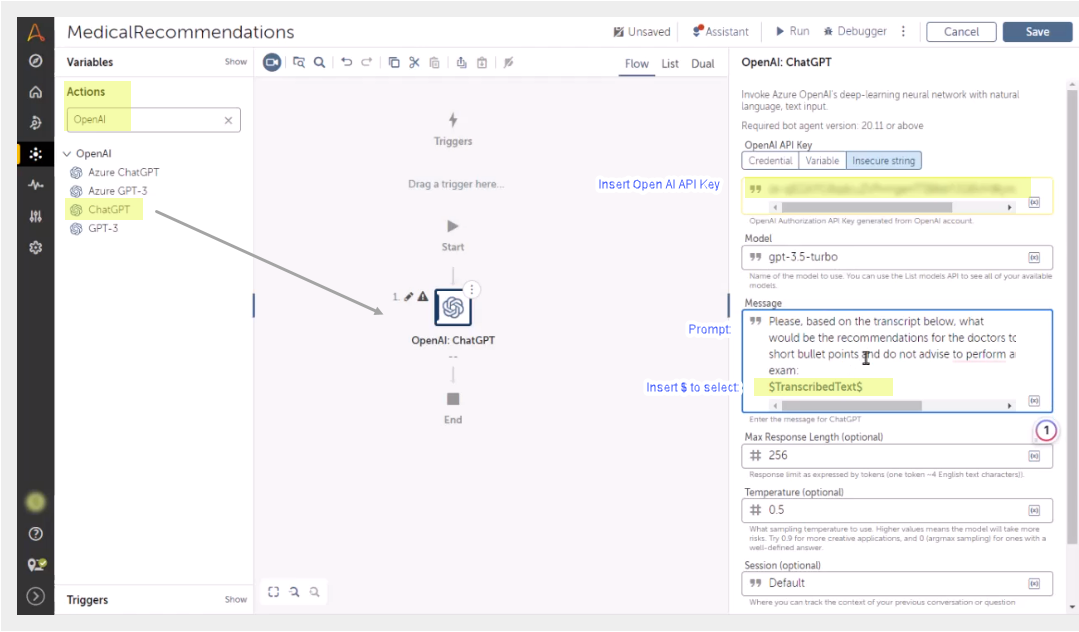 MedicalRecommendations
Unsaved
Assistant
Run
Debugger
Cancel
Save
Variables
Show
Flow
List
Dual
Actions
OpenAI
OpenAI
Azure ChatGPT
Azure GPT-3
ChatGPT
GPT-3
Triggers
Show
Triggers
Drag a trigger here...
Start
1.
OpenAI: ChatGPT
--
End
Insert Open AI API Key
Prompt:
Insert $ to select:
OpenAI: ChatGPT
Invoke Azure OpenAI's deep-learning neural network with natural
language, text input.
Required bot agent version: 20.11 or above
OpenAI API Key
Credential
Variable
Insecure string
OpenAI Authorization API Key generated from OpenAI account.
Model
gpt-3.5-turbo
Name of the model to use. You can use the List models API to see all of your available
models.
Message
Please, based on the transcript below, what
would be the recommendations for the doctors to
short bullet points and do not advise to perform a
exam:
$TranscribedText$
Enter the message for ChatGPT
1
Max Response Length (optional)
256
Response limit as expressed by tokens (one token ~4 English text characters)).
Temperature (optional)
0.5
What sampling temperature to use. Higher values means the model will take more
risks. Try 0.9 for more creative applications, and 0 (argmax sampling) for ones with a
well-defined answer.
Session (optional)
Default
Where you can track the context of your previous conversation or question